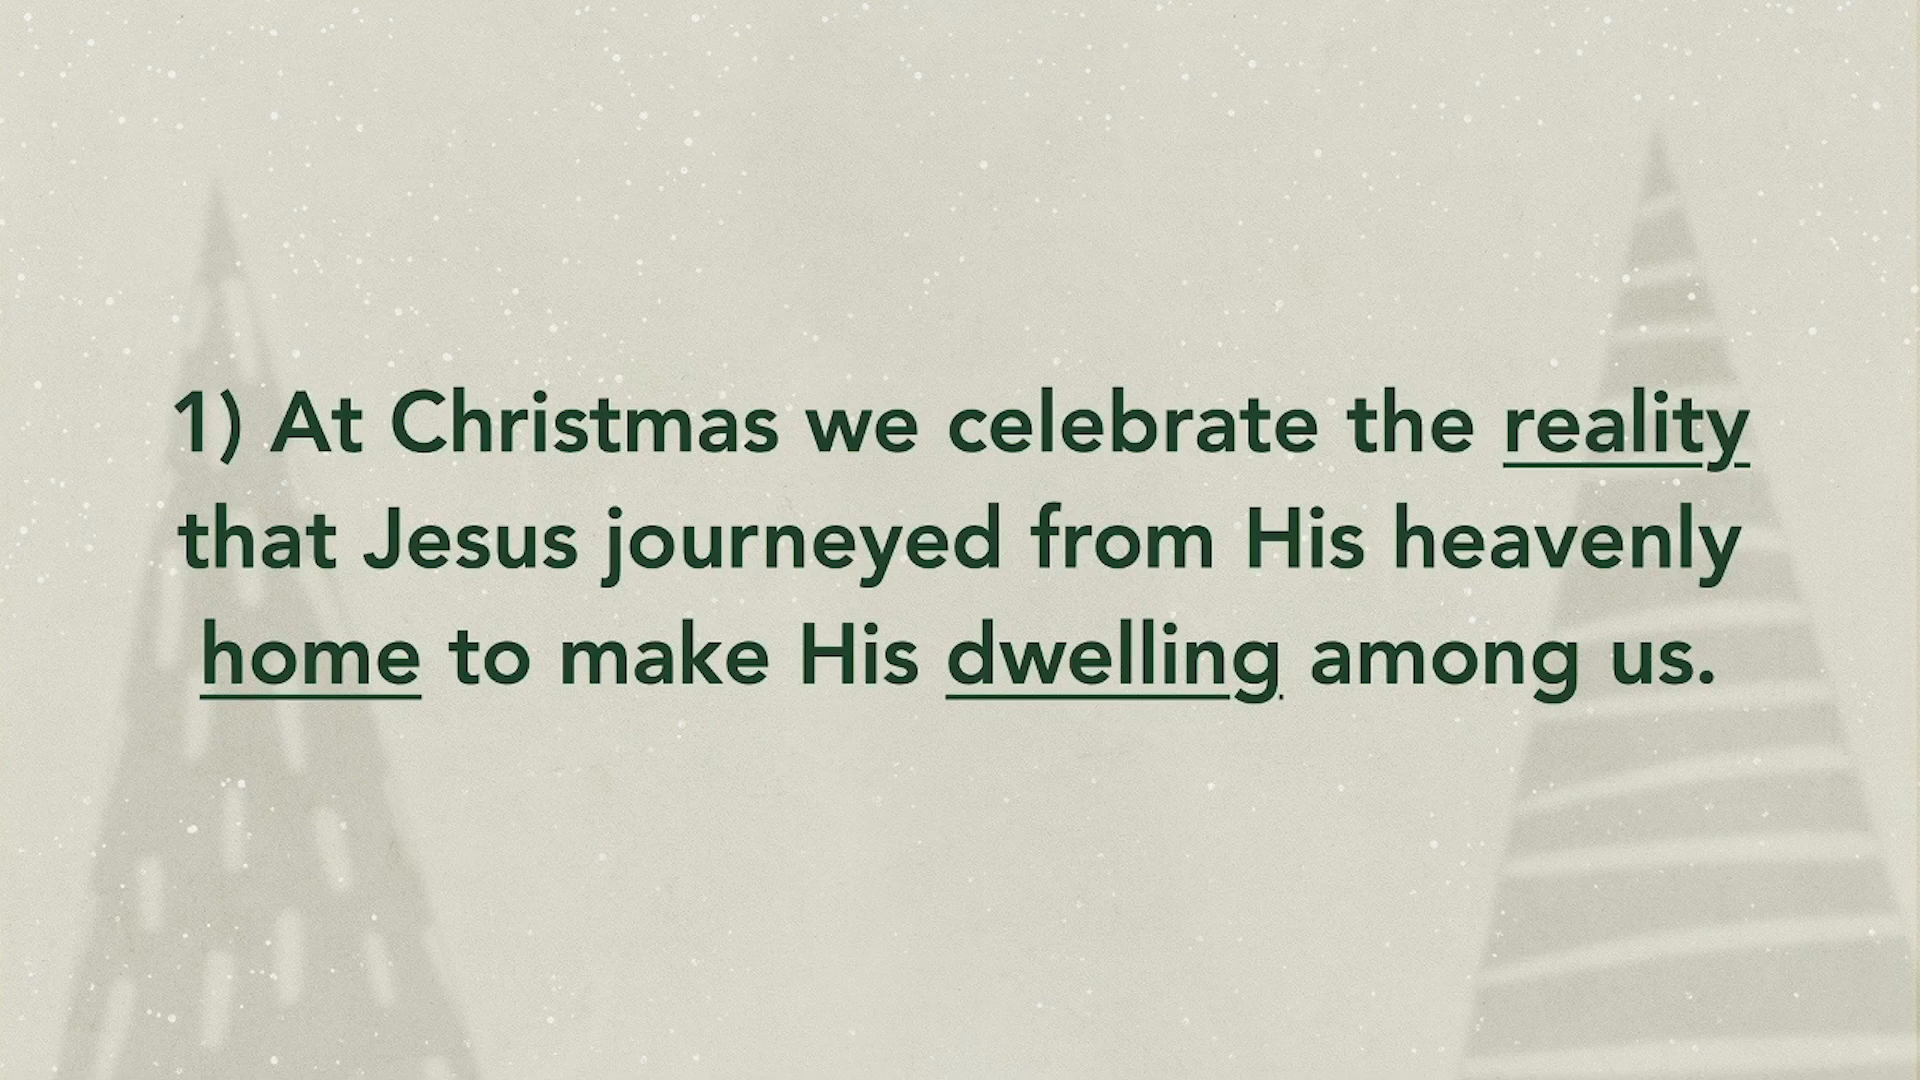 1) At Christmas we celebrate the reality
that Jesus journeyed from His heavenly
home to make His dwelling among us.